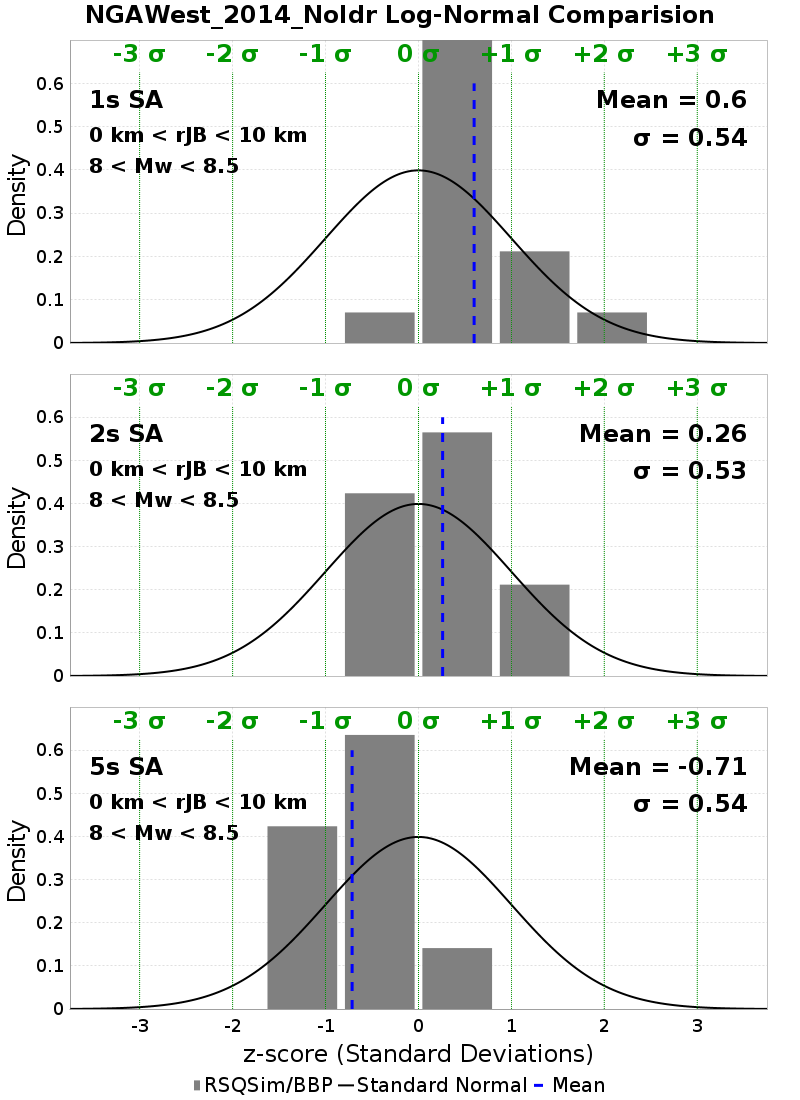 NGAWest_2014_NoIdr Log-Normal Comparision
-3 σ -2 σ -1 σ 0 σ +1 σ +2 σ +3 σ
1s SA
Mean = 0.6
0 km < rJB < 10 km
σ = 0.54
8 < Mw < 8.5
0.6
0.5
0.4
0.3
0.2
0.1
0
Density
-3 σ -2 σ -1 σ 0 σ +1 σ +2 σ +3 σ
2s SA
Mean = 0.26
0 km < rJB < 10 km
σ = 0.53
8 < Mw < 8.5
0.6
0.5
0.4
0.3
0.2
0.1
0
Density
-3 σ -2 σ -1 σ 0 σ +1 σ +2 σ +3 σ
5s SA
Mean = -0.71
0 km < rJB < 10 km
σ = 0.54
8 < Mw < 8.5
0.6
0.5
0.4
0.3
0.2
0.1
0
Density
-3 -2 -1 0 1 2 3
z-score (Standard Deviations)
RSQSim/BBP Standard Normal Mean